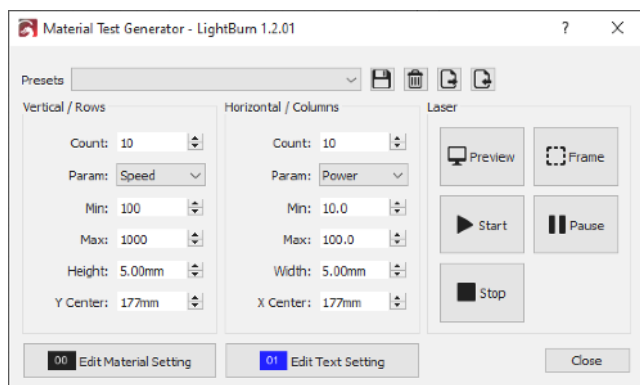 Material Test Generator - LightBurn 1.2.01
Presets
Vertical / Rows
Count: 10
Param: Speed
Min: 100
Max: 1000
Height: 5.00mm
Y Center: 177mm
Horizontal / Columns
Count: 10
Param: Power
Min: 10.0
Max: 100.0
Width: 5.00mm
X Center: 177mm
Laser
Preview
Frame
Start
Pause
Stop
00 Edit Material Setting
01 Edit Text Setting
Close